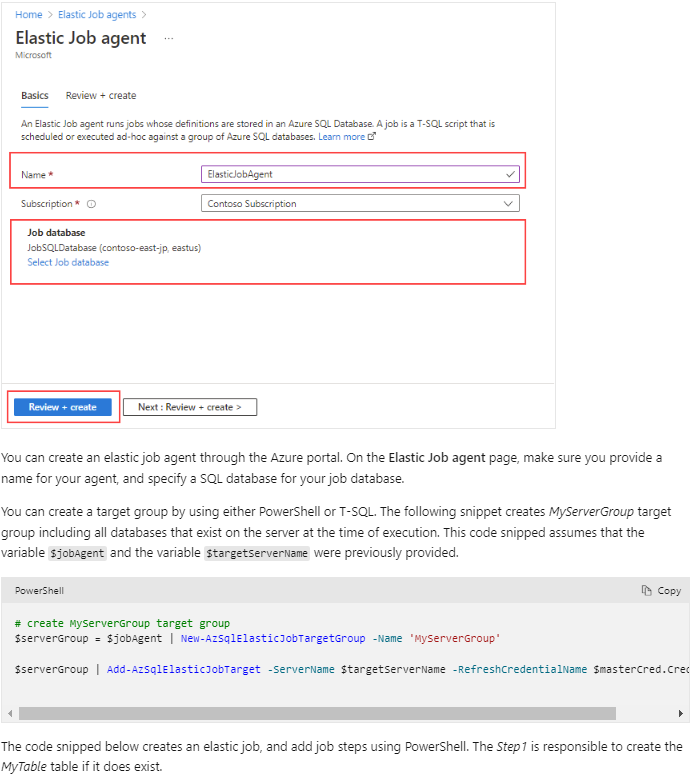 Home > Elastic Job agents >
Elastic Job agent ...
Microsoft
Basics Review + create
An Elastic Job agent runs jobs whose definitions are stored in an Azure SQL Database. A job is a T-SQL script that is
scheduled or executed ad-hoc against a group of Azure SQL databases. Learn more
Name * ElasticJobAgent
Subscription * Contoso Subscription
Job database
JobSQLDatabase (contoso-east-jp, eastus)
Select Job database
Review + create Next : Review + create >
You can create an elastic job agent through the Azure portal. On the Elastic Job agent page, make sure you provide a
name for your agent, and specify a SQL database for your job database.
You can create a target group by using either PowerShell or T-SQL. The following snippet creates MyServerGroup target
group including all databases that exist on the server at the time of execution. This code snipped assumes that the
variable $jobAgent and the variable $targetServerName were previously provided.
PowerShell Copy
# create MyServerGroup target group
$serverGroup = $jobAgent | New-AzSqlElasticJobTargetGroup -Name 'MyServerGroup'
$serverGroup | Add-AzSqlElasticJobTarget -ServerName $targetServerName -RefreshCredentialName $masterCred.Cred
The code snipped below creates an elastic job, and add job steps using PowerShell. The Step1 is responsible to create the
MyTable table if it does exist.